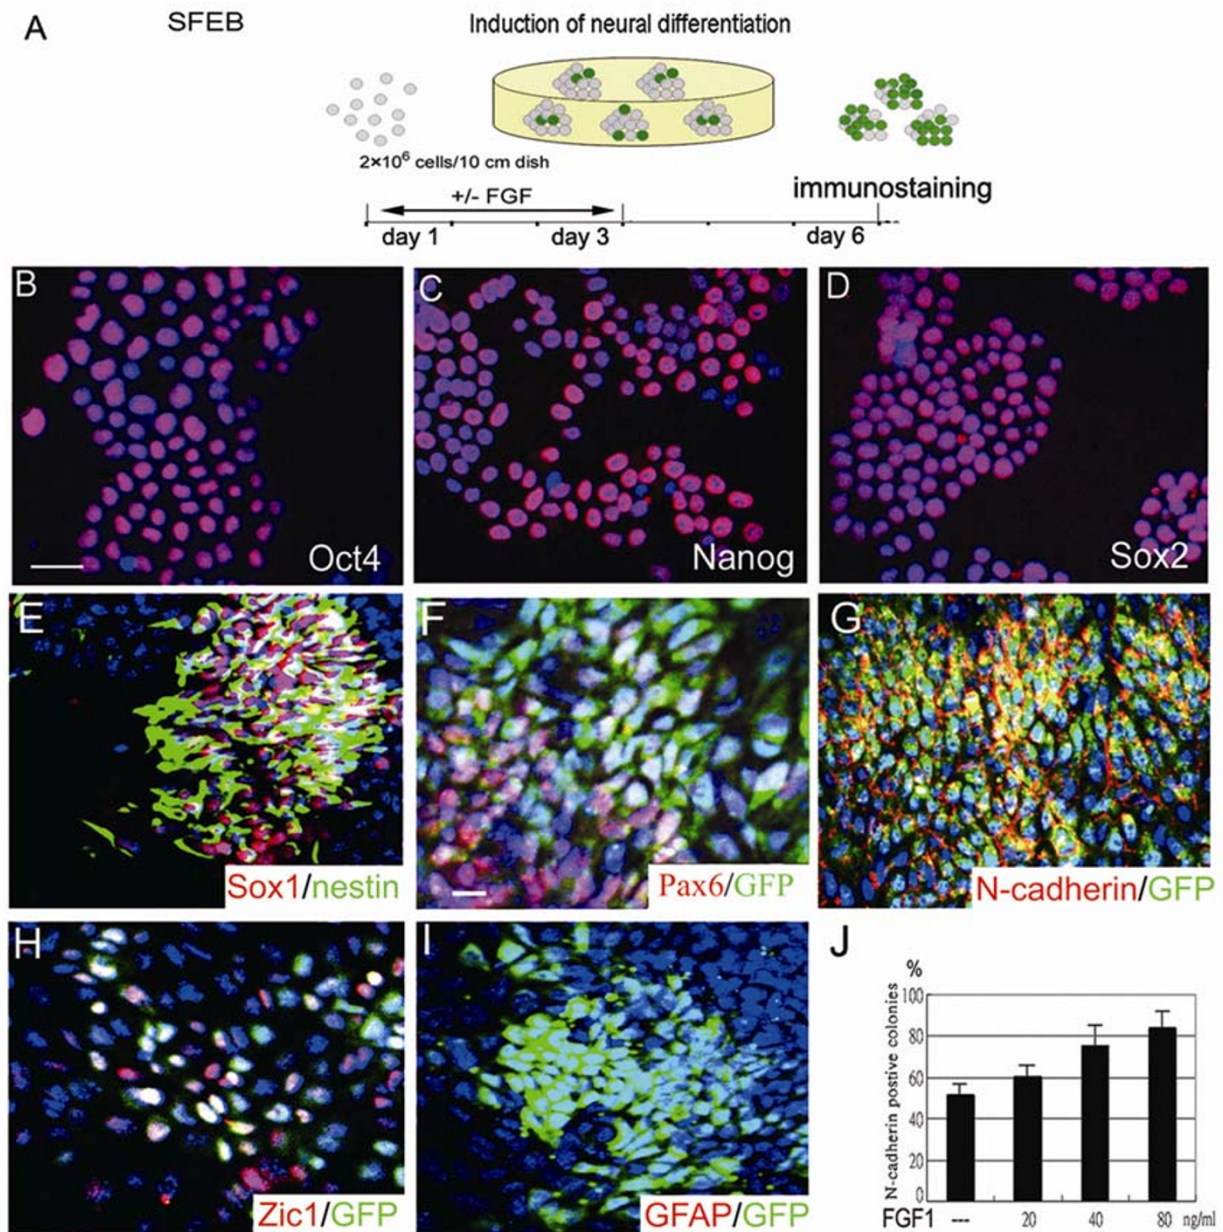 A
SFEB
Induction of neural differentiation
2×10⁶ cells/10 cm dish
immunostaining
+/- FGF
day 1
day 3
day 6
B
Oct4
C
Nanog
D
Sox2
E
Sox1/nestin
F
Pax6/GFP
G
N-cadherin/GFP
H
Zic1/GFP
I
GFAP/GFP
J
%
N-cadherin postive colonies
100
80
60
40
20
0
FGF1 --- 20 40 80 ng/ml